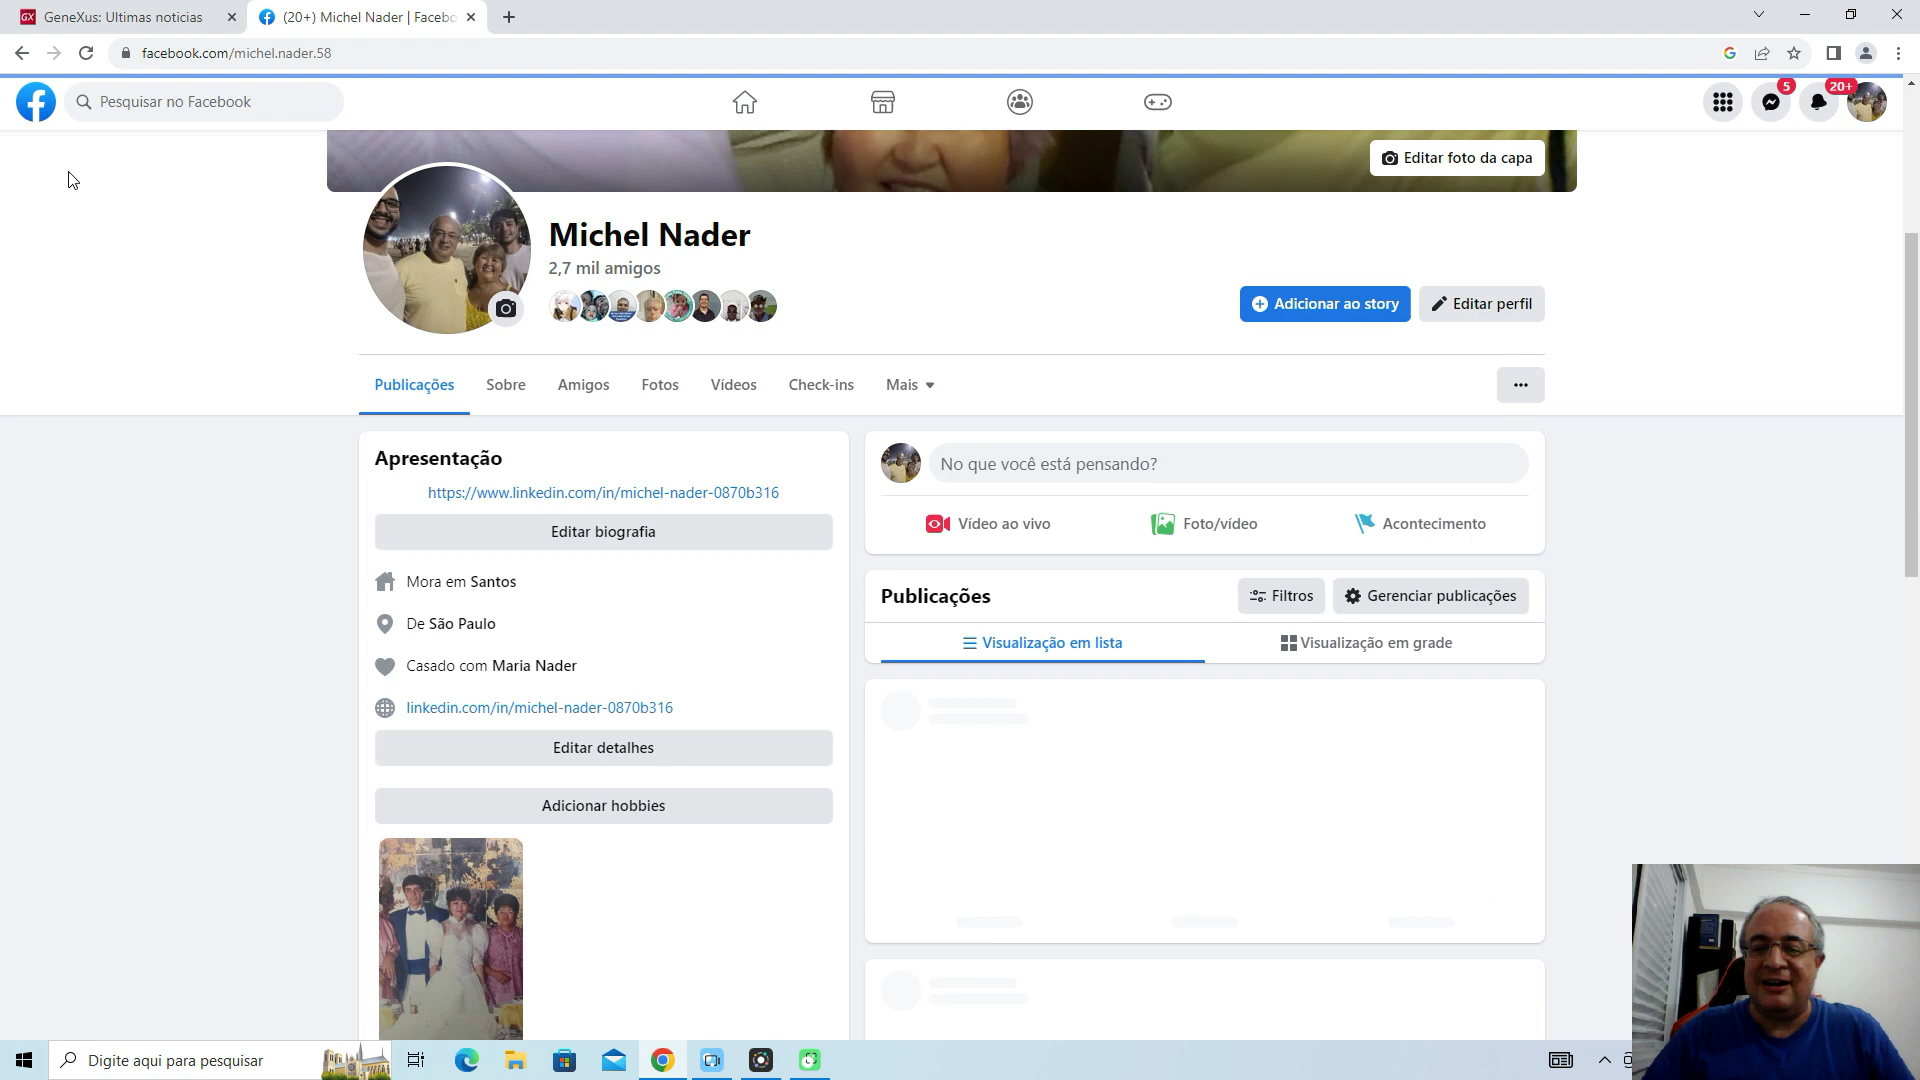 GeneXus: Ultimas noticias
(20+) Michel Nader | Facebo
facebook.com/michel.nader.58
Pesquisar no Facebook
5
20+
Editar foto da capa
Michel Nader
2,7 mil amigos
Adicionar ao story
Editar perfil
Publicações
Sobre
Amigos
Fotos
Vídeos
Check-ins
Mais
Apresentação
https://www.linkedin.com/in/michel-nader-0870b316
Editar biografia
Mora em Santos
De São Paulo
Casado com Maria Nader
linkedin.com/in/michel-nader-0870b316
Editar detalhes
Adicionar hobbies
No que você está pensando?
Vídeo ao vivo
Foto/vídeo
Acontecimento
Publicações
Filtros
Gerenciar publicações
Visualização em lista
Visualização em grade
Digite aqui para pesquisar